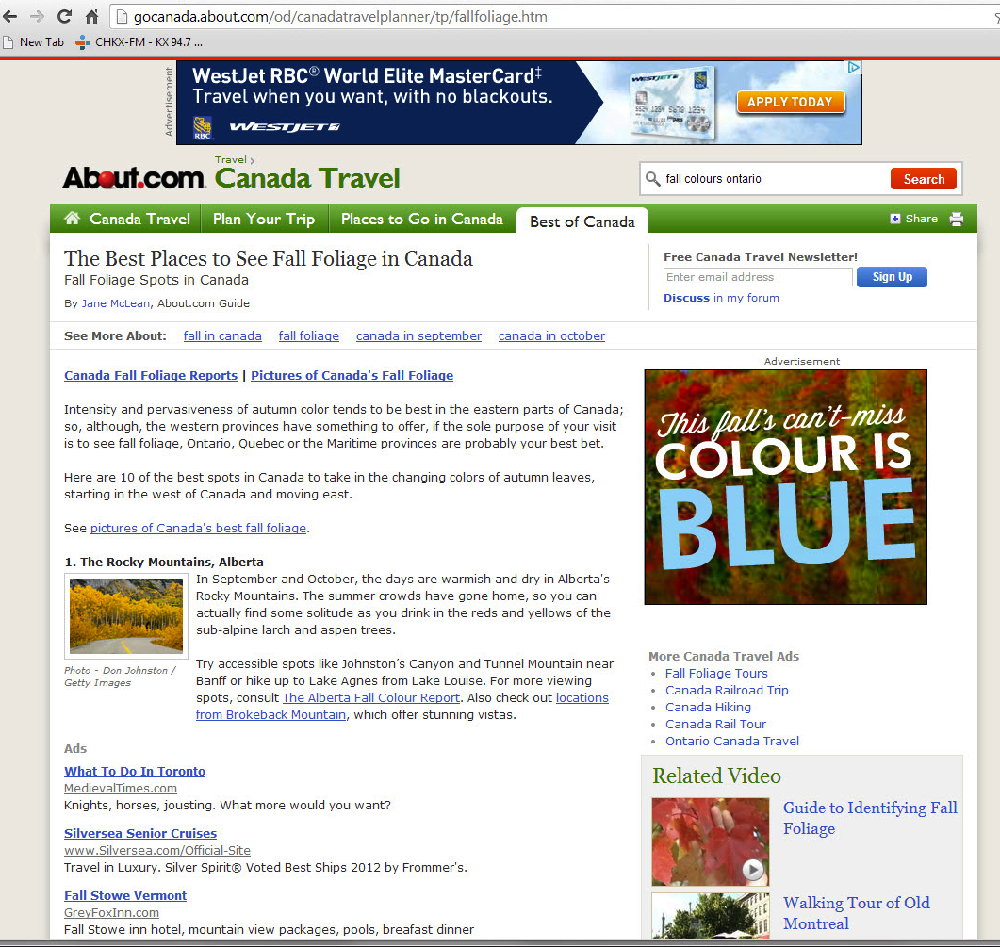 gocanada.about.com/od/canadatravelplanner/tp/fallfoliage.htm
New Tab
CHKX-FM - KX 94.7 ...
Advertisement
WestJet RBC® World Elite MasterCard‡
Travel when you want, with no blackouts.
RBC
WESTJET
APPLY TODAY
About.com
Travel ›
Canada Travel
fall colours ontario
Search
Canada Travel
Plan Your Trip
Places to Go in Canada
Best of Canada
Share
The Best Places to See Fall Foliage in Canada
Fall Foliage Spots in Canada
By Jane McLean, About.com Guide
Free Canada Travel Newsletter!
Enter email address
Sign Up
Discuss in my forum
See More About: fall in canada fall foliage canada in september canada in october
Canada Fall Foliage Reports | Pictures of Canada's Fall Foliage
Intensity and pervasiveness of autumn color tends to be best in the eastern parts of Canada;
so, although, the western provinces have something to offer, if the sole purpose of your visit
is to see fall foliage, Ontario, Quebec or the Maritime provinces are probably your best bet.
Here are 10 of the best spots in Canada to take in the changing colors of autumn leaves,
starting in the west of Canada and moving east.
See pictures of Canada's best fall foliage.
1. The Rocky Mountains, Alberta
In September and October, the days are warmish and dry in Alberta's
Rocky Mountains. The summer crowds have gone home, so you can
actually find some solitude as you drink in the reds and yellows of the
sub-alpine larch and aspen trees.
Photo - Don Johnston /
Getty Images
Try accessible spots like Johnston's Canyon and Tunnel Mountain near
Banff or hike up to Lake Agnes from Lake Louise. For more viewing
spots, consult The Alberta Fall Colour Report. Also check out locations
from Brokeback Mountain, which offer stunning vistas.
Ads
What To Do In Toronto
MedievalTimes.com
Knights, horses, jousting. What more would you want?
Silversea Senior Cruises
www.Silversea.com/Official-Site
Travel in Luxury. Silver Spirit® Voted Best Ships 2012 by Frommer's.
Fall Stowe Vermont
GreyFoxInn.com
Fall Stowe inn hotel, mountain view packages, pools, breafast dinner
Advertisement
This fall's can't-miss
COLOUR IS
BLUE
More Canada Travel Ads
Fall Foliage Tours
Canada Railroad Trip
Canada Hiking
Canada Rail Tour
Ontario Canada Travel
Related Video
Guide to Identifying Fall
Foliage
Walking Tour of Old
Montreal